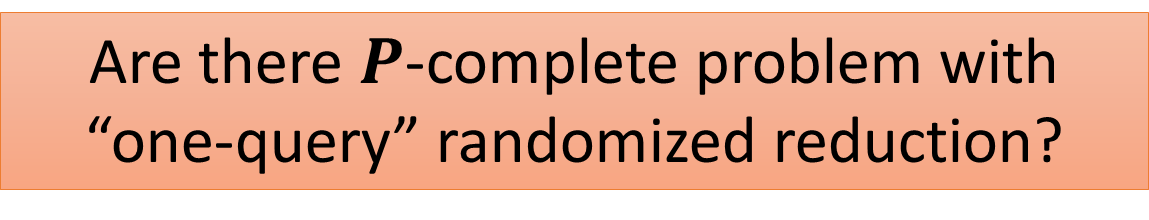 Are there P-complete problem with
“one-query” randomized reduction?